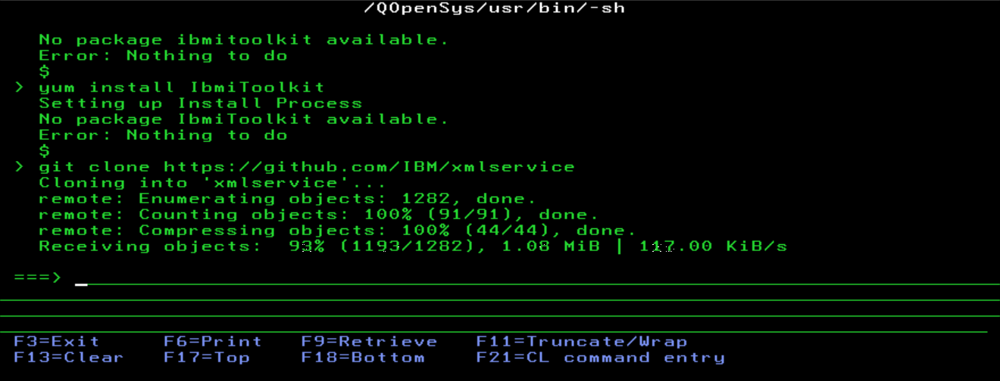 /QOpenSys/usr/bin/-sh
No package ibmitoolkit available.
Error: Nothing to do
$
> yum install IbmiToolkit
Setting up Install Process
No package IbmiToolkit available.
Error: Nothing to do
$
> git clone https://github.com/IBM/xmlservice
Cloning into 'xmlservice'...
remote: Enumerating objects: 1282, done.
remote: Counting objects: 100% (91/91), done.
remote: Compressing objects: 100% (44/44), done.
Receiving objects:  93% (1193/1282), 1.08 MiB | 117.00 KiB/s
===> _
F3=Exit F6=Print F9=Retrieve F11=Truncate/Wrap
F13=Clear F17=Top F18=Bottom F21=CL command entry